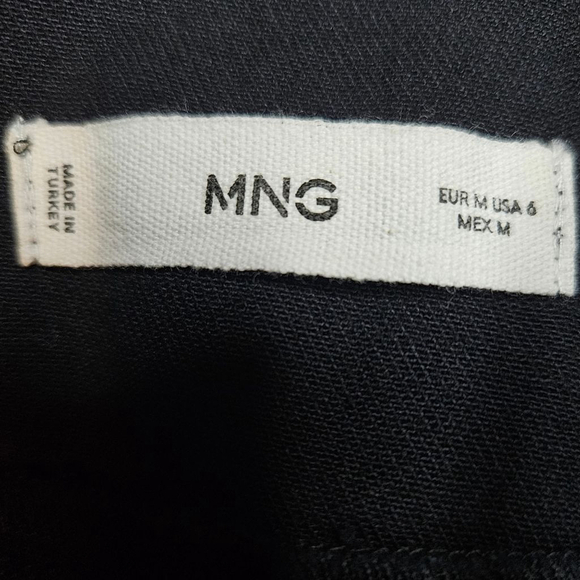 MADE IN
TURKEY
MNG
EUR M USA 6
MEX M